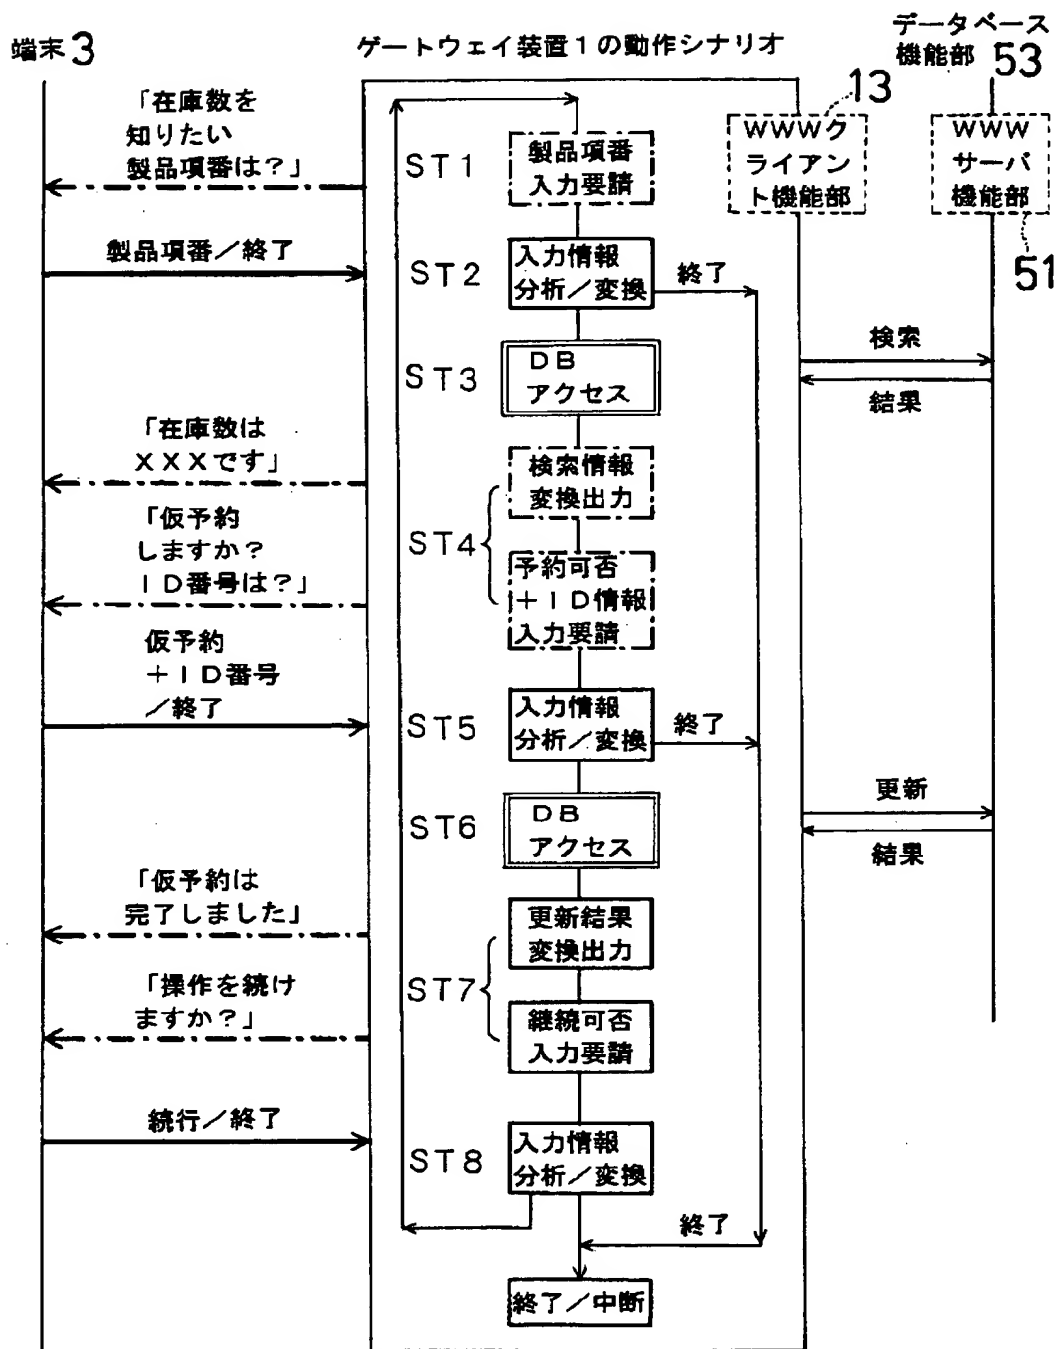 端末3
ゲートウェイ装置1の動作シナリオ
データベース
機能部 53
13
「在庫数を
知りたい
製品項番は?」
ST1
製品項番
入力要請
WWWク
ライアン
ト機能部
WWW
サーバ
機能部
51
製品項番/終了
ST2
入力情報
分析/変換
終了
検索
結果
ST3
DB
アクセス
「在庫数は
XXXです」
検索情報
変換出力
ST4
「仮予約
しますか?
ID番号は?」
予約可否
+ID情報
入力要請
仮予約
+ID番号
/終了
ST5
入力情報
分析/変換
終了
更新
結果
ST6
DB
アクセス
「仮予約は
完了しました」
更新結果
変換出力
ST7
「操作を続け
ますか?」
継続可否
入力要請
続行/終了
ST8
入力情報
分析/変換
終了
終了/中断